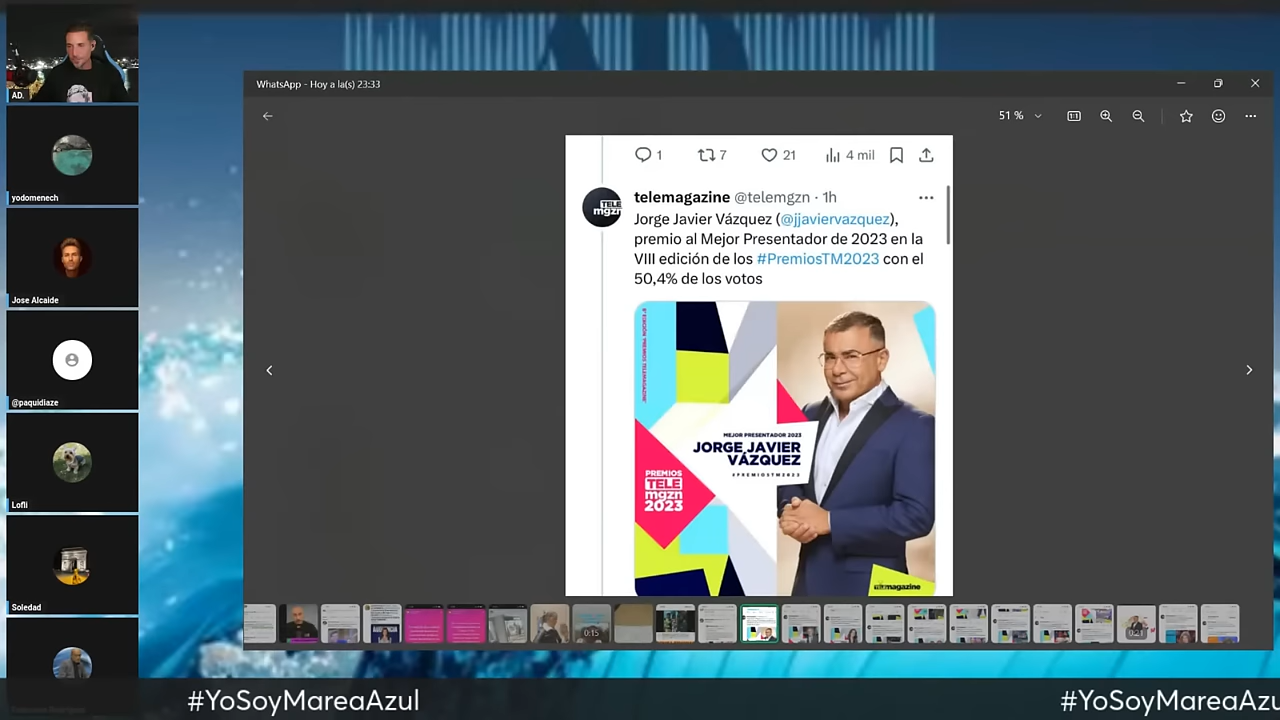 AD.
yodomenech
Jose Alcaide
@paquidiaze
Lofli
Soledad
WhatsApp - Hoy a la(s) 23:33
51 %
1
7
21
4 mil
telemagazine @telemgzn · 1h
Jorge Javier Vázquez (@jjaviervazquez),
premio al Mejor Presentador de 2023 en la
VIII edición de los #PremiosTM2023 con el
50,4% de los votos
TELE
mgzn
MEJOR PRESENTADOR 2023
JORGE JAVIER
VÁZQUEZ
#PREMIOSTM2023
PREMIOS
TELE
mgzn
2023
telemagazine
0:15
0:21
#YoSoyMareaAzul
#YoSoyMareaAzu